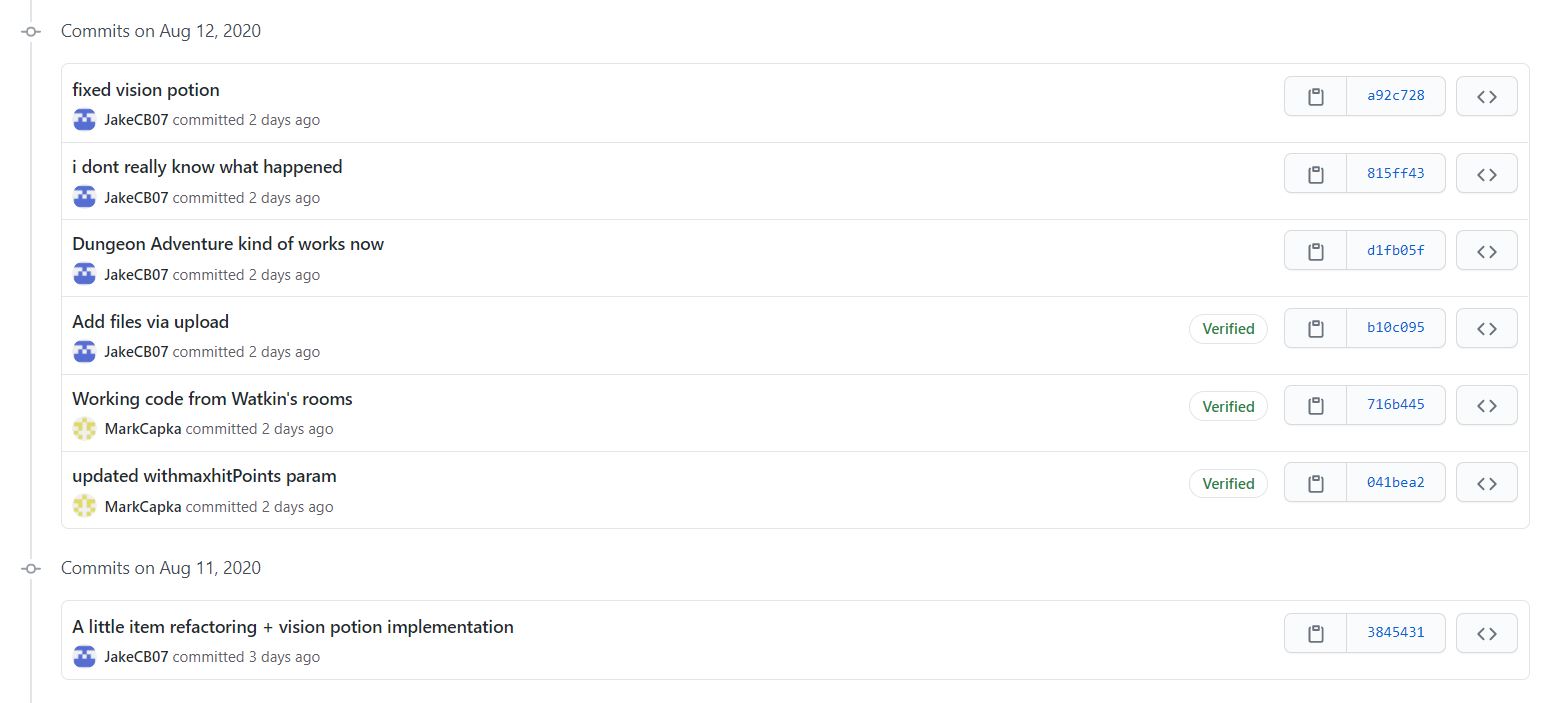 Commits on Aug 12, 2020
fixed vision potion
a92c728
JakeCB07 committed 2 days ago
i dont really know what happened
815ff43
JakeCB07 committed 2 days ago
Dungeon Adventure kind of works now
d1fb05f
JakeCB07 committed 2 days ago
Add files via upload
Verified
b10c095
JakeCB07 committed 2 days ago
Working code from Watkin's rooms
Verified
716b445
MarkCapka committed 2 days ago
updated withmaxhitPoints param
Verified
041bea2
MarkCapka committed 2 days ago
Commits on Aug 11, 2020
A little item refactoring + vision potion implementation
3845431
JakeCB07 committed 3 days ago